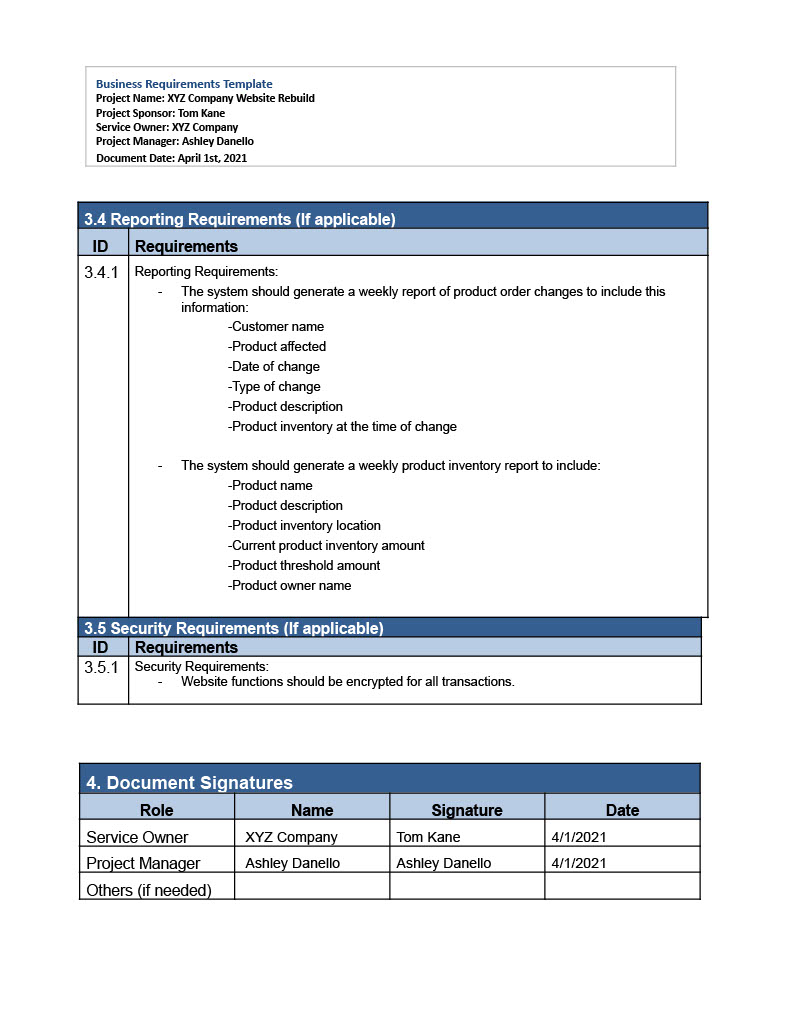 Business Requirements Template
Project Name: XYZ Company Website Rebuild
Project Sponsor: Tom Kane
Service Owner: XYZ Company
Project Manager: Ashley Danello
Document Date: April 1st, 2021
3.4 Reporting Requirements (If applicable)
ID Requirements
3.4.1 Reporting Requirements:
- The system should generate a weekly report of product order changes to include this
information:
-Customer name
-Product affected
-Date of change
-Type of change
-Product description
-Product inventory at the time of change
- The system should generate a weekly product inventory report to include:
-Product name
-Product description
-Product inventory location
-Current product inventory amount
-Product threshold amount
-Product owner name
3.5 Security Requirements (If applicable)
ID Requirements
3.5.1 Security Requirements:
- Website functions should be encrypted for all transactions.
4. Document Signatures
Role Name Signature Date
Service Owner XYZ Company Tom Kane 4/1/2021
Project Manager Ashley Danello Ashley Danello 4/1/2021
Others (if needed)